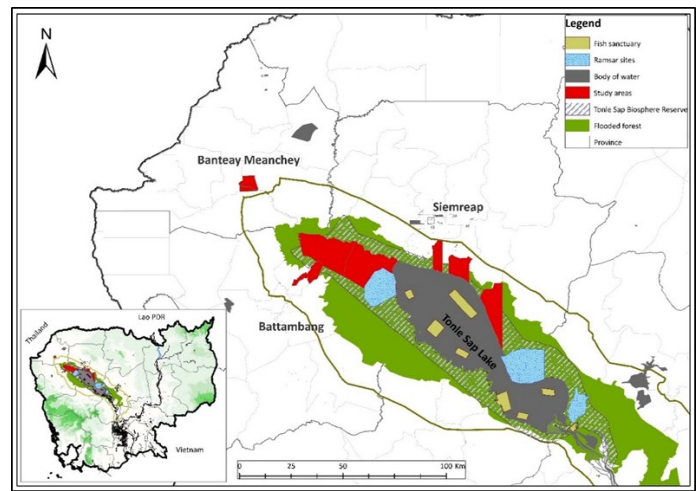 N
Legend
Fish sanctuary
Ramsar sites
Body of water
Study areas
Tonle Sap Biosphere Reserve
Flooded forest
Province
Banteay Meanchey
Siemreap
Battambang
Tonle Sap Lake
Lao PDR
Thailand
Vietnam
0 25 50 100 Km